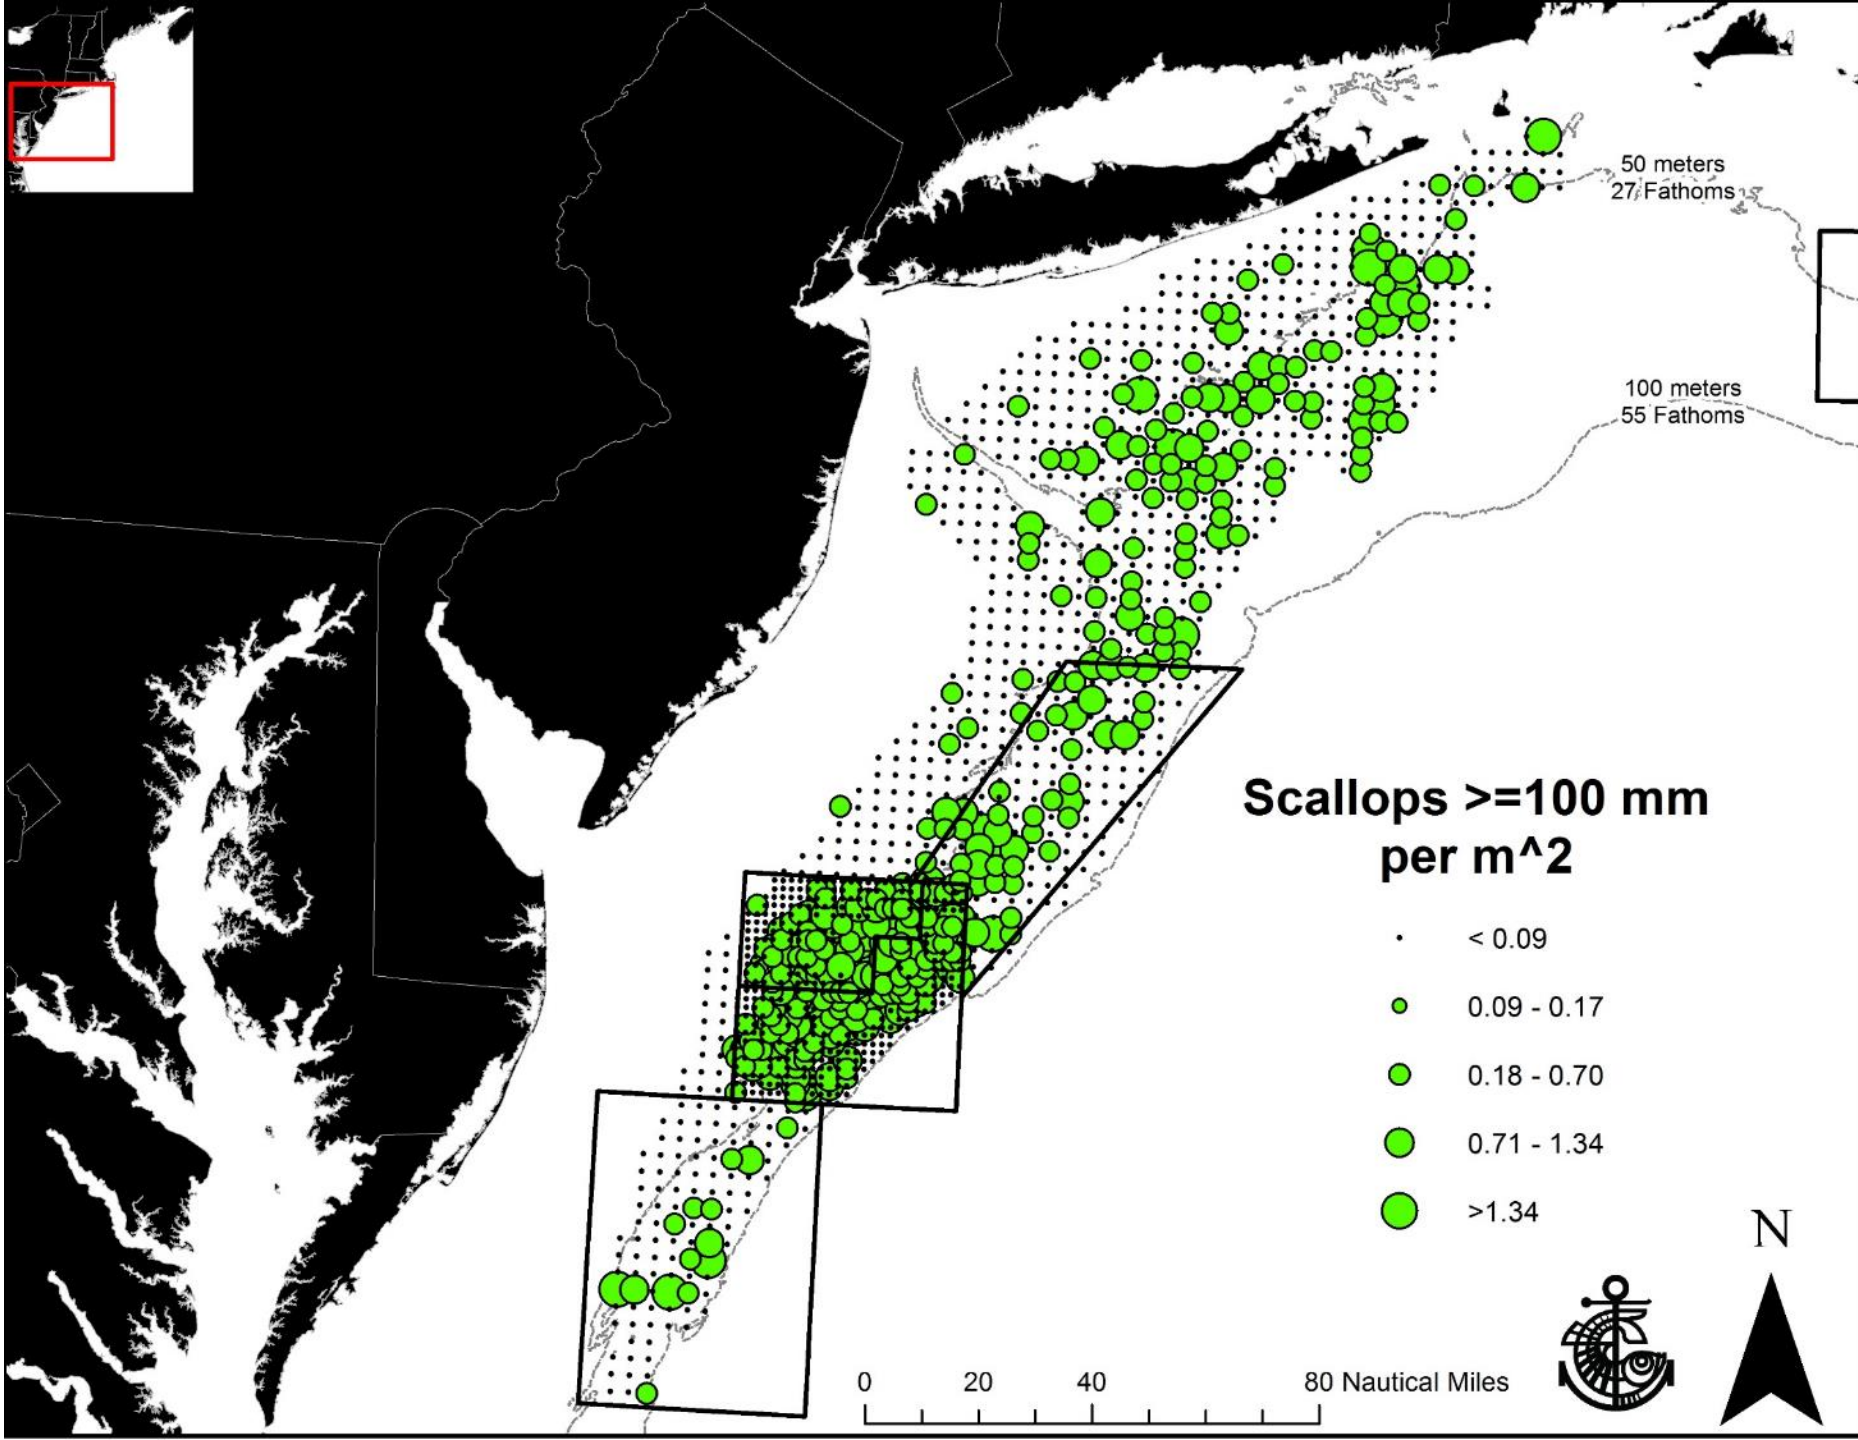 50 meters
27 Fathoms
100 meters
55 Fathoms
Scallops >=100 mm
per m^2
< 0.09
0.09 - 0.17
0.18 - 0.70
0.71 - 1.34
>1.34
N
0 20 40 80 Nautical Miles